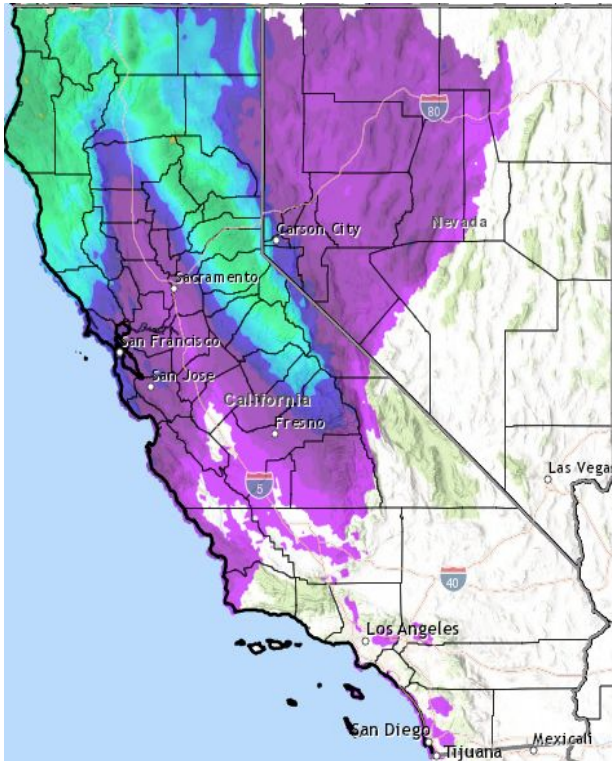 80
Nevada
Carson City
Sacramento
San Francisco
San Jose
California
Fresno
Las Vegas
5
40
Los Angeles
San Diego
Mexicali
Tijuana